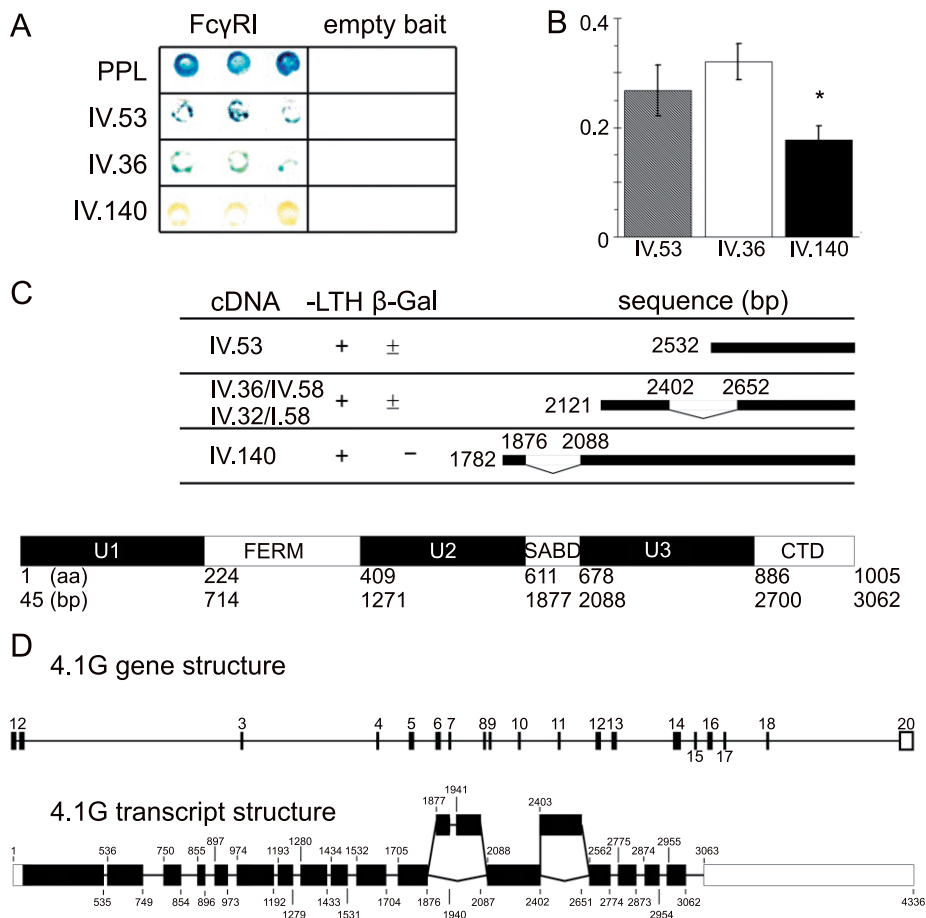 A
FcγRI empty bait
PPL
IV.53
IV.36
IV.140
B
0.4
0.2
0
*
IV.53 IV.36 IV.140
C
cDNA -LTH β-Gal sequence (bp)
IV.53 + ± 2532
IV.36/IV.58
IV.32/I.58 + ± 2121 2402 2652
IV.140 + - 1782 1876 2088
U1 FERM U2 SABD U3 CTD
1 (aa) 224 409 611 678 886 1005
45 (bp) 714 1271 1877 2088 2700 3062
D
4.1G gene structure
1 2 3 4 5 6 7 8 9 10 11 12 13 14 15 16 17 18 20
4.1G transcript structure
1877 1941 2403
1 536 750 855 897 974 1193 1280 1434 1532 1705 2088 2562 2775 2874 2955 3063
535 749 854 896 973 1192 1279 1433 1531 1704 1876 1940 2087 2402 2651 2774 2873 2954 3062 4336